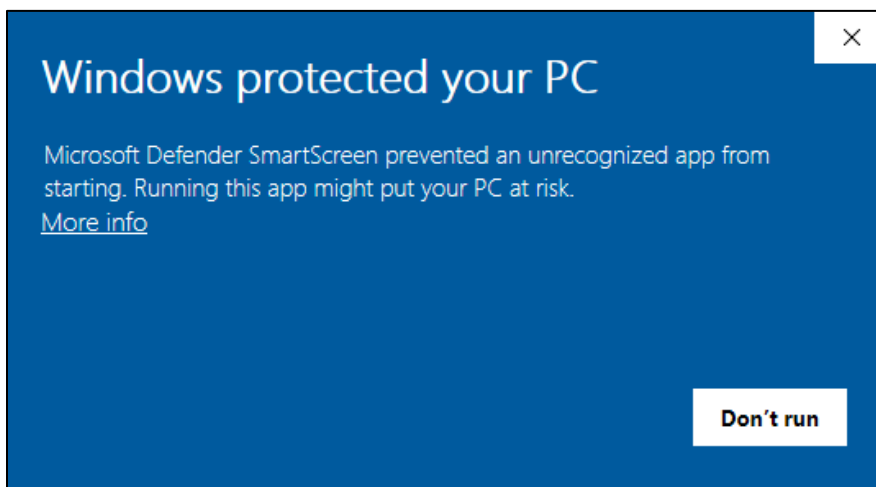 Windows protected your PC
Microsoft Defender SmartScreen prevented an unrecognized app from
starting. Running this app might put your PC at risk.
More info
Don't run